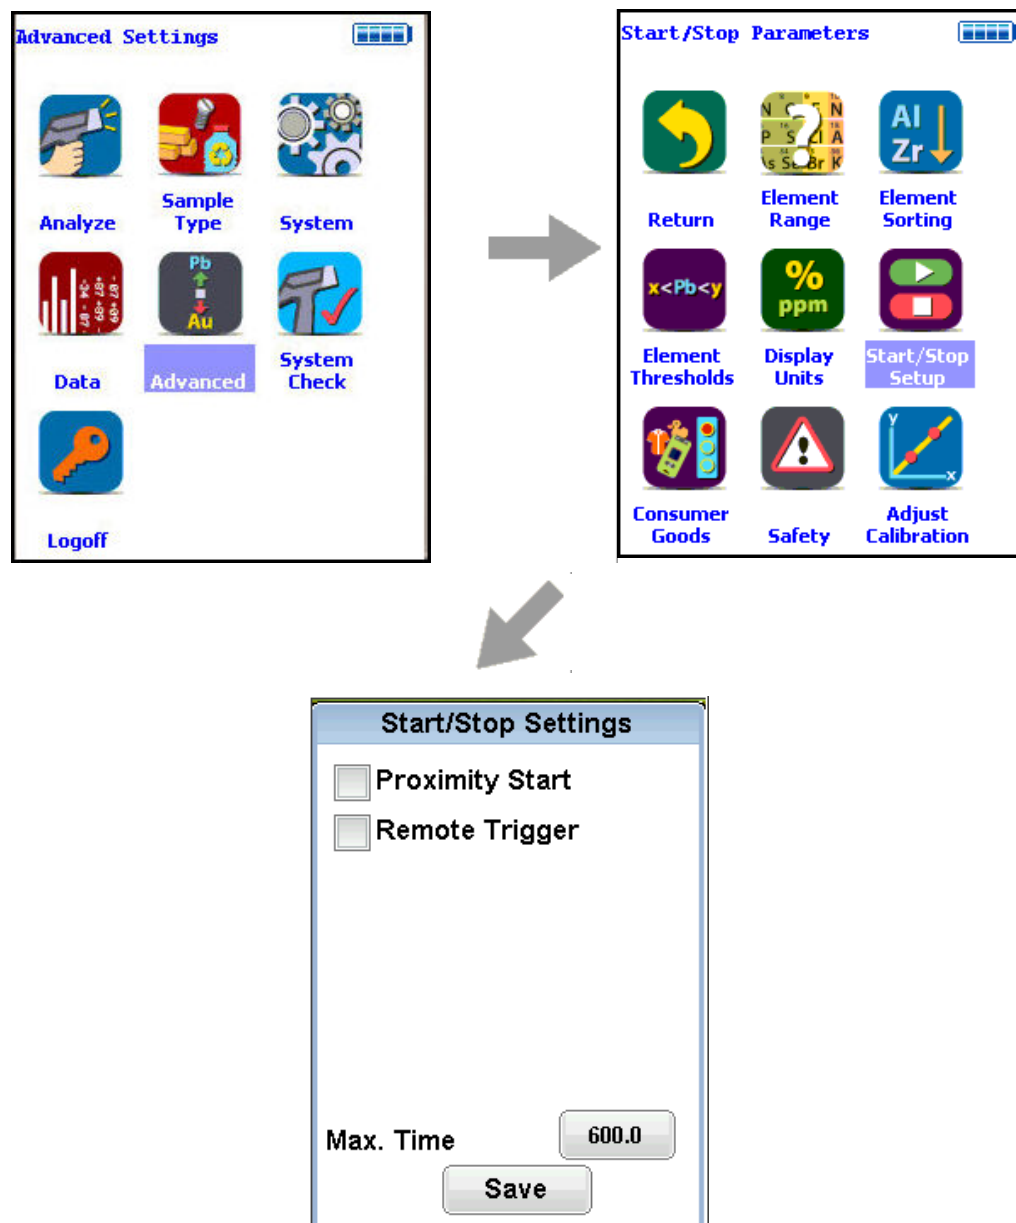 Advanced Settings
Analyze
Sample
Type
System
Pb
Au
Data
Advanced
System
Check
Logoff
Start/Stop Parameters
Return
Element
Range
Al
Zr
Element
Sorting
x<Pb<y
Element
Thresholds
%
ppm
Display
Units
Start/Stop
Setup
Consumer
Goods
Safety
y
x
Adjust
Calibration
Start/Stop Settings
Proximity Start
Remote Trigger
Max. Time 600.0
Save